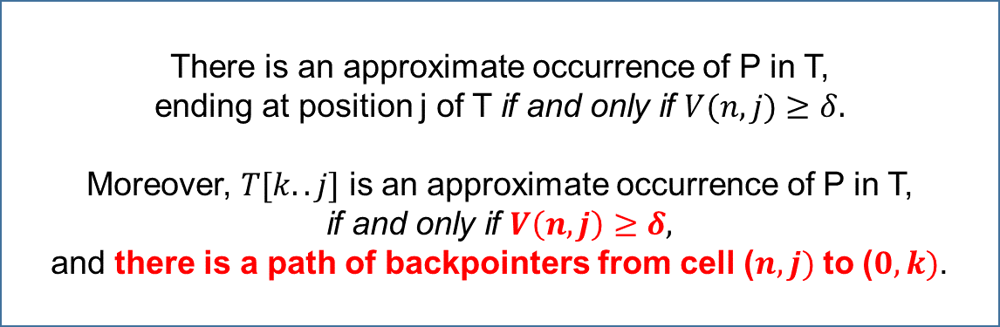 There is an approximate occurrence of P in T,
ending at position j of T if and only if V(n, j) ≥ δ.
Moreover, T[k. . j] is an approximate occurrence of P in T,
if and only if V(n, j) ≥ δ,
and there is a path of backpointers from cell (n, j) to (0, k).